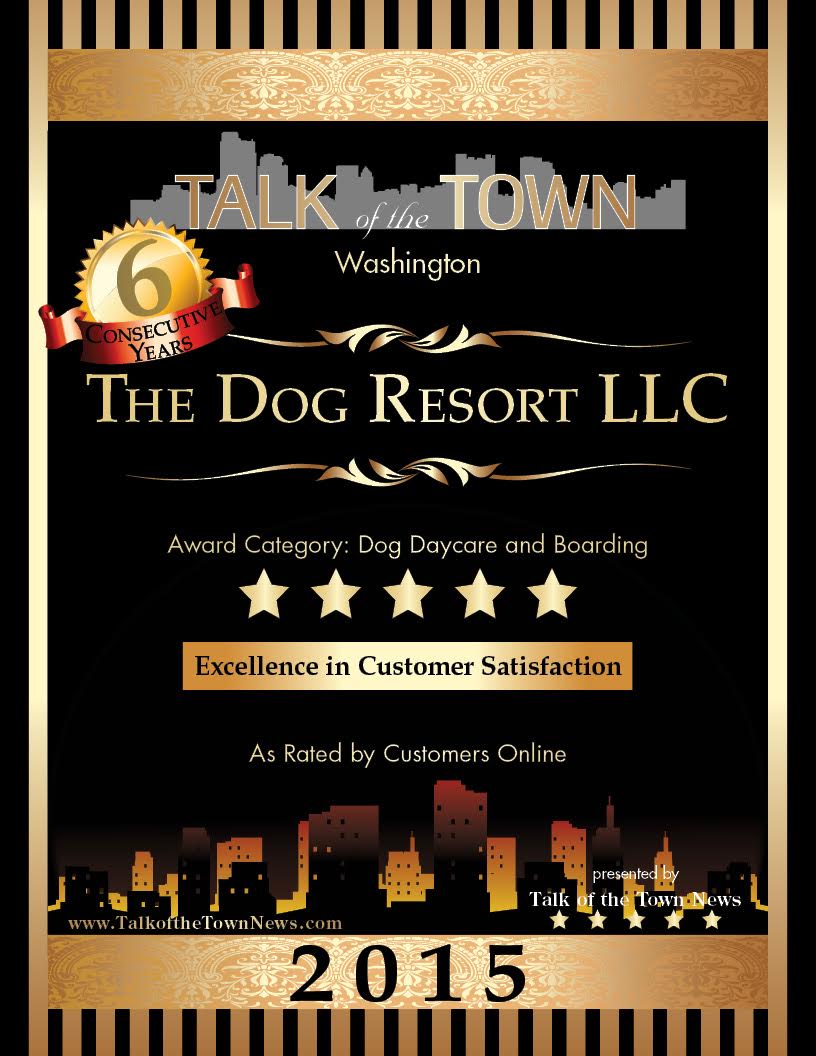 TALK of the TOWN
Washington
6
CONSECUTIVE
YEARS
THE DOG RESORT LLC
Award Category: Dog Daycare and Boarding
Excellence in Customer Satisfaction
As Rated by Customers Online
presented by
Talk of the Town News
www.TalkoftheTownNews.com
2015